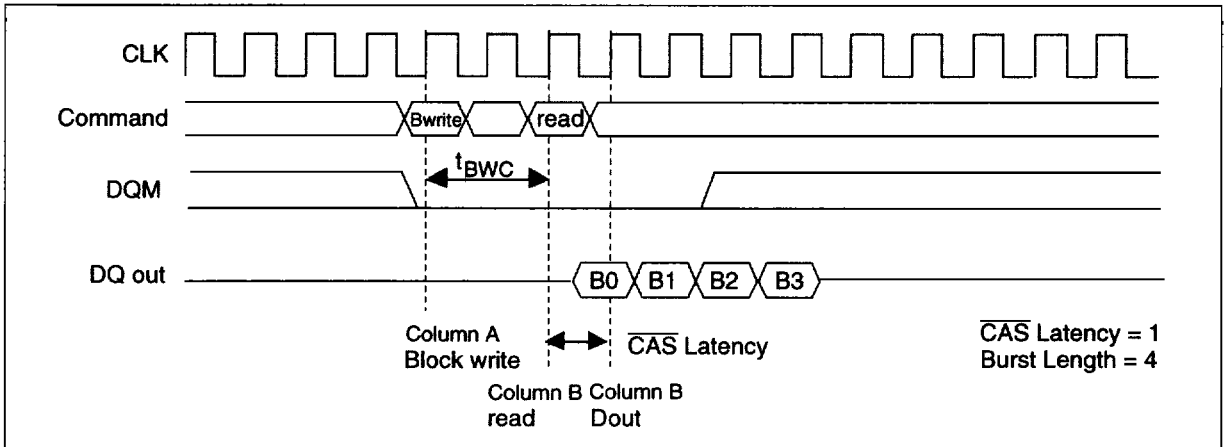 CLK
Command Bwrite read
tBWC
DQM
DQ out B0 B1 B2 B3
Column A
Block write
CAS Latency
CAS Latency = 1
Burst Length = 4
Column B Column B
read Dout